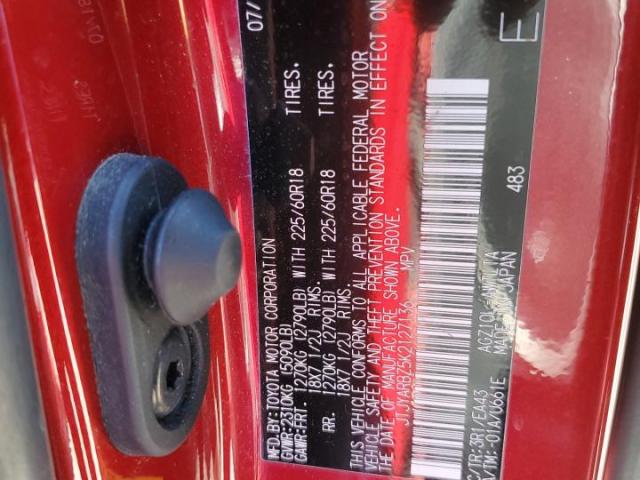 MFD.BY:TOYOTA MOTOR CORPORATION 07/
GVWR:2310KG (5090LB)
GAWR:FRT. 1270KG (2790LB) WITH 225/60R18 TIRES.
18X7 1/2J RIMS.
RR. 1270KG (2790LB) WITH 225/60R18 TIRES.
18X7 1/2J RIMS.
THIS VEHICLE CONFORMS TO ALL APPLICABLE FEDERAL MOTOR
VEHICLE SAFETY AND THEFT PREVENTION STANDARDS IN EFFECT ON
THE DATE OF MANUFACTURE SHOWN ABOVE.
JTJYARBZ5K2127136 MPV
C/TR:3R1/EA43 AGZ10L-
A/TM:-01A/U661E MADE JAPAN
483
E